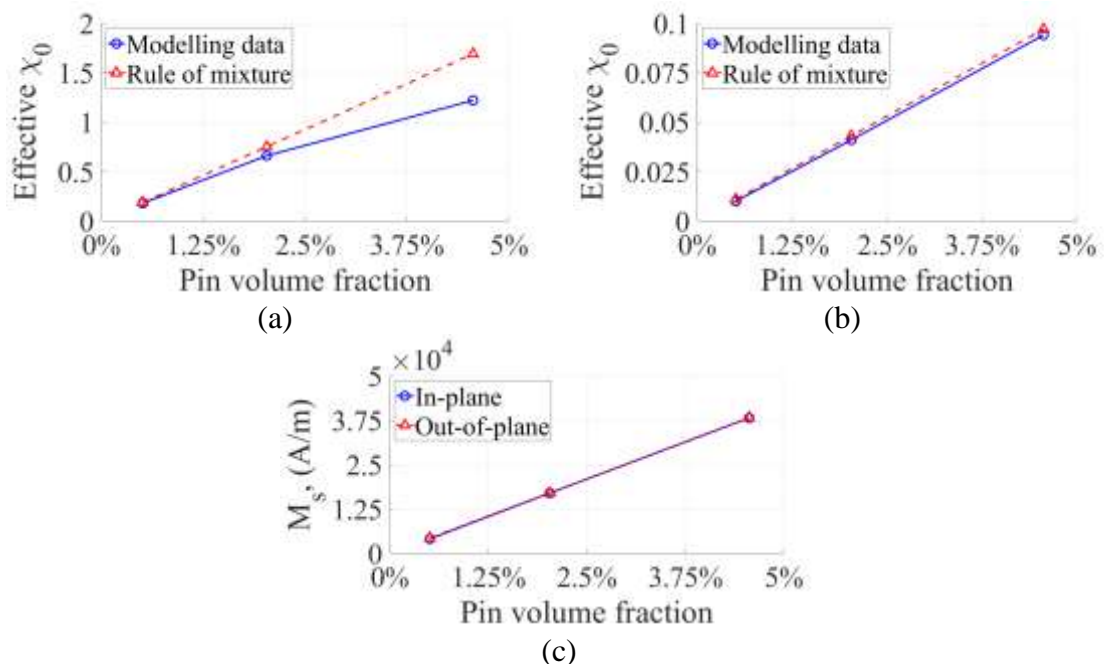 2
1.5
1
0.5
0
Effective χ0
Modelling data
Rule of mixture
0% 1.25% 2.5% 3.75% 5%
Pin volume fraction
(a)
0.1
0.075
0.05
0.025
0
Effective χ0
Modelling data
Rule of mixture
0% 1.25% 2.5% 3.75% 5%
Pin volume fraction
(b)
×10^4
5
3.75
2.5
1.25
0
Ms, (A/m)
In-plane
Out-of-plane
0% 1.25% 2.5% 3.75% 5%
Pin volume fraction
(c)